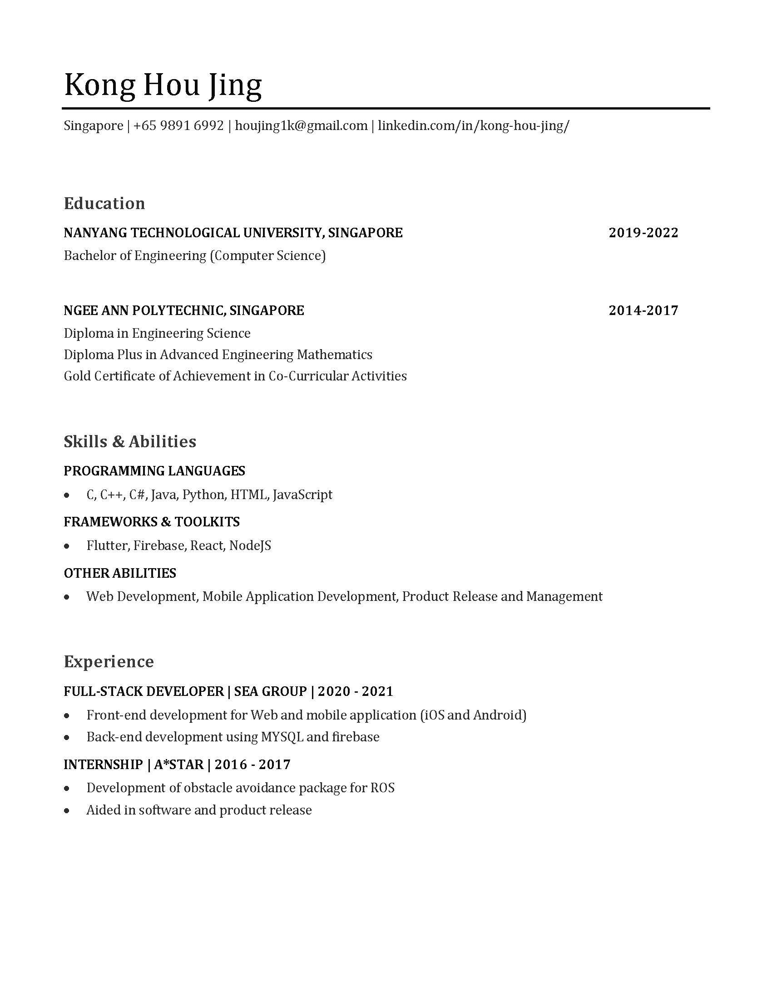 Kong Hou Jing
Singapore | +65 9891 6992 | houjing1k@gmail.com | linkedin.com/in/kong-hou-jing/
Education
NANYANG TECHNOLOGICAL UNIVERSITY, SINGAPORE 2019-2022
Bachelor of Engineering (Computer Science)
NGEE ANN POLYTECHNIC, SINGAPORE 2014-2017
Diploma in Engineering Science
Diploma Plus in Advanced Engineering Mathematics
Gold Certificate of Achievement in Co-Curricular Activities
Skills & Abilities
PROGRAMMING LANGUAGES
• C, C++, C#, Java, Python, HTML, JavaScript
FRAMEWORKS & TOOLKITS
• Flutter, Firebase, React, NodeJS
OTHER ABILITIES
• Web Development, Mobile Application Development, Product Release and Management
Experience
FULL-STACK DEVELOPER | SEA GROUP | 2020 - 2021
• Front-end development for Web and mobile application (iOS and Android)
• Back-end development using MYSQL and firebase
INTERNSHIP | A*STAR | 2016 - 2017
• Development of obstacle avoidance package for ROS
• Aided in software and product release